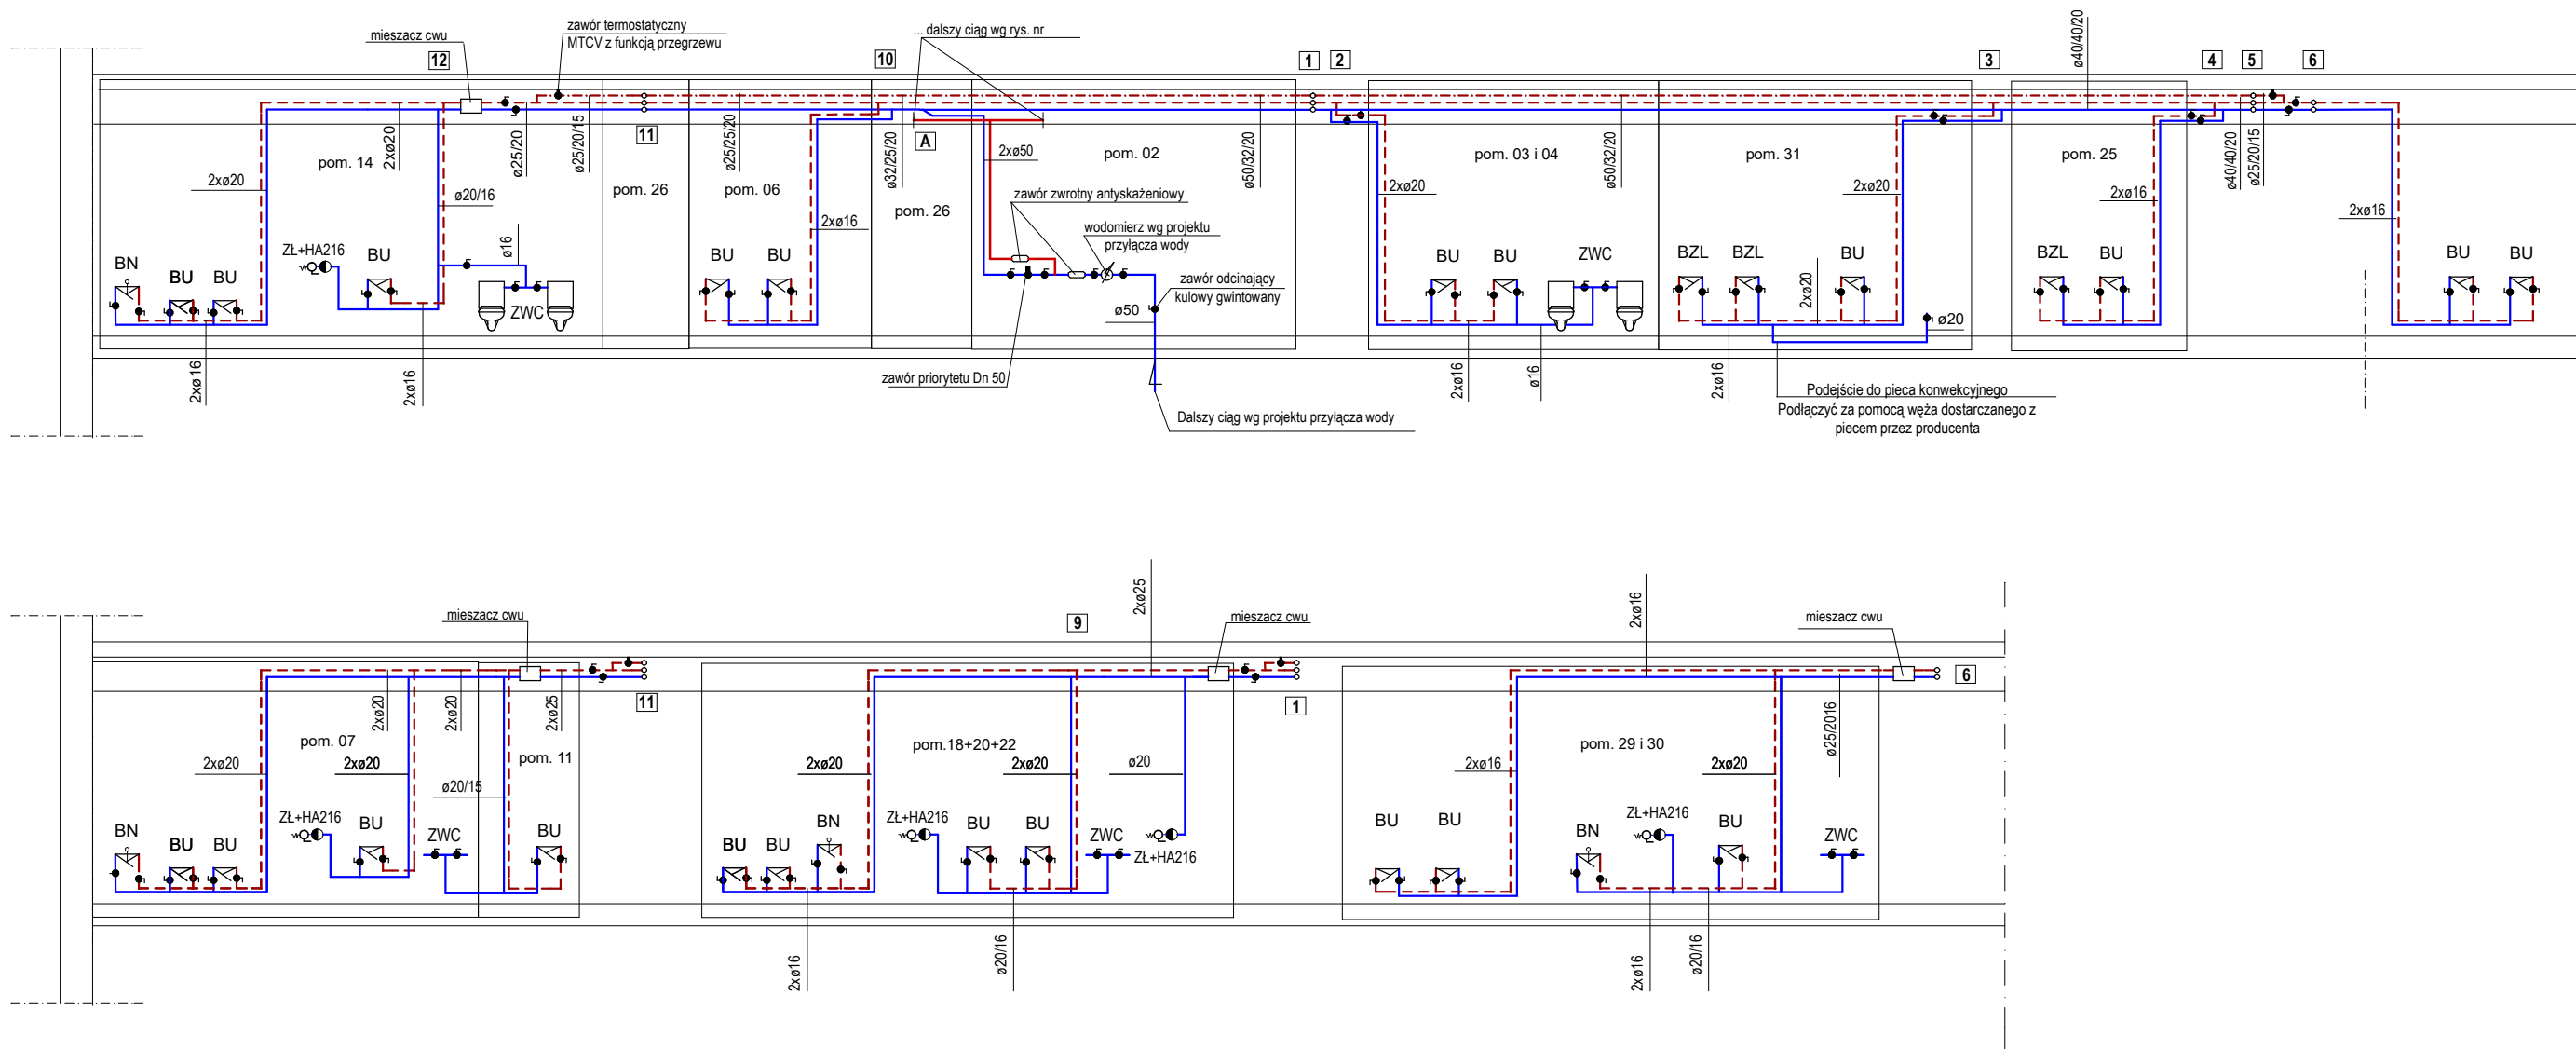 zawór termostatyczny
MTCV z funkcją przegrzewu
mieszacz cwu
... dalszy ciąg wg rys. nr
12
10
1
2
3
ø40/40/20
4
5
6
2xø20
pom. 14
2xø20
ø20/16
ø25/20
ø25/20/15
11
pom. 26
ø25/25/20
pom. 06
2xø16
ø32/25/20
pom. 26
A
2xø50
pom. 02
zawór zwrotny antyskażeniowy
wodomierz wg projektu
przyłącza wody
zawór odcinający
kulowy gwintowany
ø50
ø50/32/20
2xø20
pom. 03 i 04
ø50/32/20
pom. 31
2xø20
pom. 25
2xø16
ø40/40/20
ø25/20/15
2xø16
BN
BU
BU
ZŁ+HA216
BU
ø16
ZWC
BU
BU
BU
BU
ZWC
BZL
BZL
2xø20
BU
ø20
BZL
BU
BU
BU
2xø16
2xø16
zawór priorytetu Dn 50
Dalszy ciąg wg projektu przyłącza wody
2xø16
ø16
2xø16
Podejście do pieca konwekcyjnego
Podłączyć za pomocą węża dostarczanego z
piecem przez producenta
mieszacz cwu
9
2xø25
mieszacz cwu
2xø16
mieszacz cwu
11
1
6
2xø20
pom. 07
2xø20
2xø20
2xø20
ø20/15
2xø25
pom. 11
2xø20
pom.18+20+22
2xø20
ø20
2xø16
pom. 29 i 30
2xø20
ø25/2016
BN
BU
BU
ZŁ+HA216
BU
ZWC
BU
BU
BU
BN
ZŁ+HA216
BU
BU
ZWC
ZŁ+HA216
BU
BU
BN
ZŁ+HA216
BU
ZWC
2xø16
ø20/16
2xø16
ø20/16